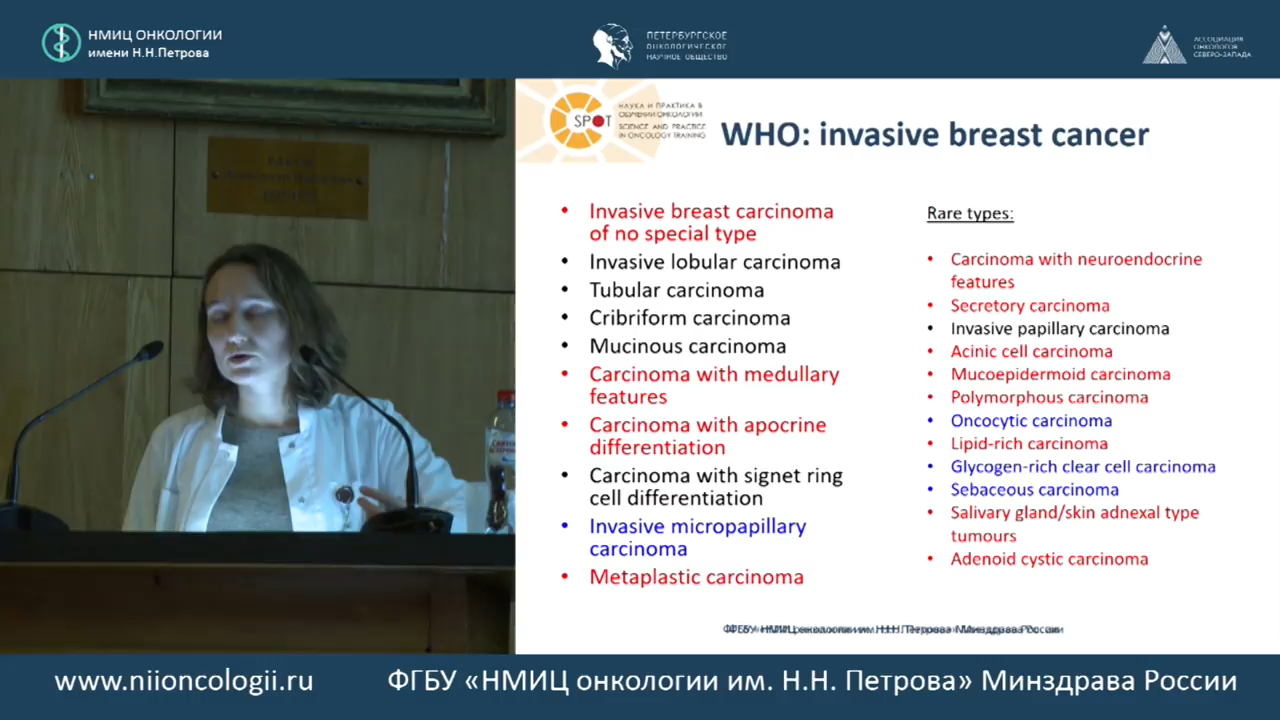 НМИЦ ОНКОЛОГИИ
имени Н.Н.Петрова
ПЕТЕРБУРГСКОЕ
ОНКОЛОГИЧЕСКОЕ
НАУЧНОЕ ОБЩЕСТВО
АССОЦИАЦИЯ
ОНКОЛОГОВ
СЕВЕРО-ЗАПАДА
SPOT
НАУКА И ПРАКТИКА В
ОБУЧЕНИИ ОНКОЛОГИИ
SCIENCE AND PRACTICE
IN ONCOLOGY TRAINING
WHO: invasive breast cancer
• Invasive breast carcinoma
of no special type
• Invasive lobular carcinoma
• Tubular carcinoma
• Cribriform carcinoma
• Mucinous carcinoma
• Carcinoma with medullary
features
• Carcinoma with apocrine
differentiation
• Carcinoma with signet ring
cell differentiation
• Invasive micropapillary
carcinoma
• Metaplastic carcinoma
Rare types:
• Carcinoma with neuroendocrine
features
• Secretory carcinoma
• Invasive papillary carcinoma
• Acinic cell carcinoma
• Mucoepidermoid carcinoma
• Polymorphous carcinoma
• Oncocytic carcinoma
• Lipid-rich carcinoma
• Glycogen-rich clear cell carcinoma
• Sebaceous carcinoma
• Salivary gland/skin adnexal type
tumours
• Adenoid cystic carcinoma
www.niioncologii.ru
ФГБУ «НМИЦ онкологии им. Н.Н. Петрова» Минздрава России